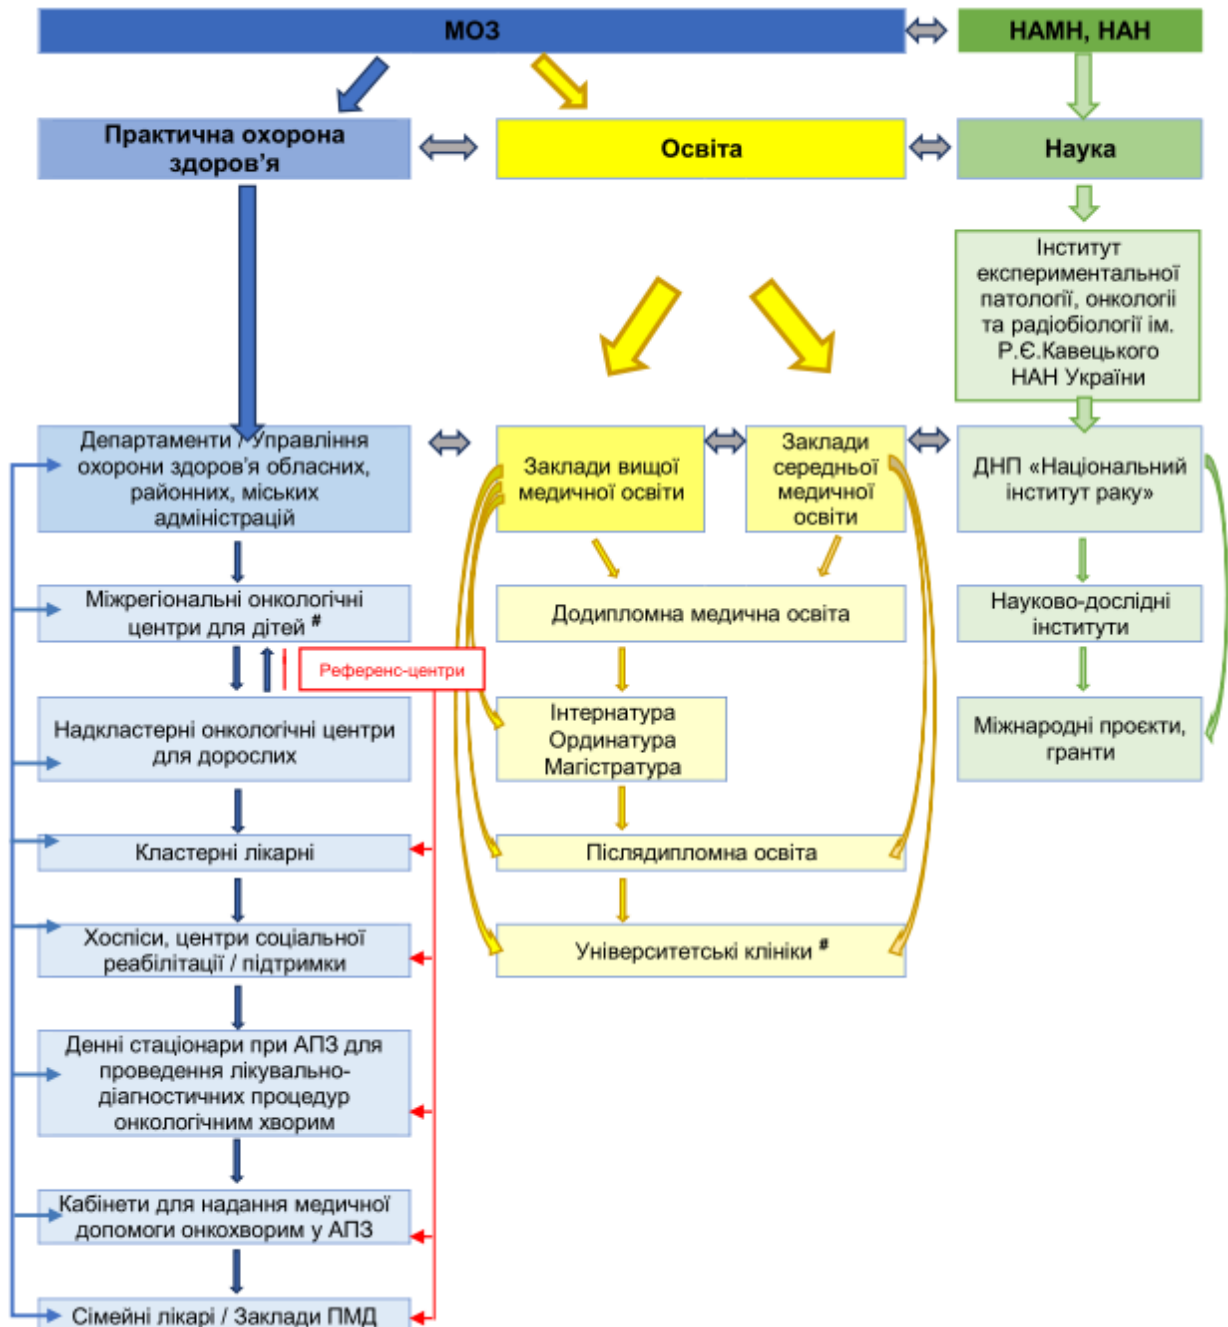 МОЗ
НАМН, НАН
Практична охорона
здоров’я
Освіта
Наука
Інститут
експериментальної
патології, онкології
та радіобіології ім.
Р.Є.Кавецького
НАН України
Департаменти / Управління
охорони здоров’я обласних,
районних, міських
адміністрацій
Заклади вищої
медичної освіти
Заклади
середньої
медичної
освіти
ДНП «Національний
інститут раку»
Міжрегіональні онкологічні
центри для дітей #
Додипломна медична освіта
Науково-дослідні
інститути
Референс-центри
Надкластерні онкологічні центри
для дорослих
Інтернатура
Ординатура
Магістратура
Міжнародні проєкти,
гранти
Кластерні лікарні
Післядипломна освіта
Хоспіси, центри соціальної
реабілітації / підтримки
Університетські клініки #
Денні стаціонари при АПЗ для
проведення лікувально-
діагностичних процедур
онкологічним хворим
Кабінети для надання медичної
допомоги онкохворим у АПЗ
Сімейні лікарі / Заклади ПМД